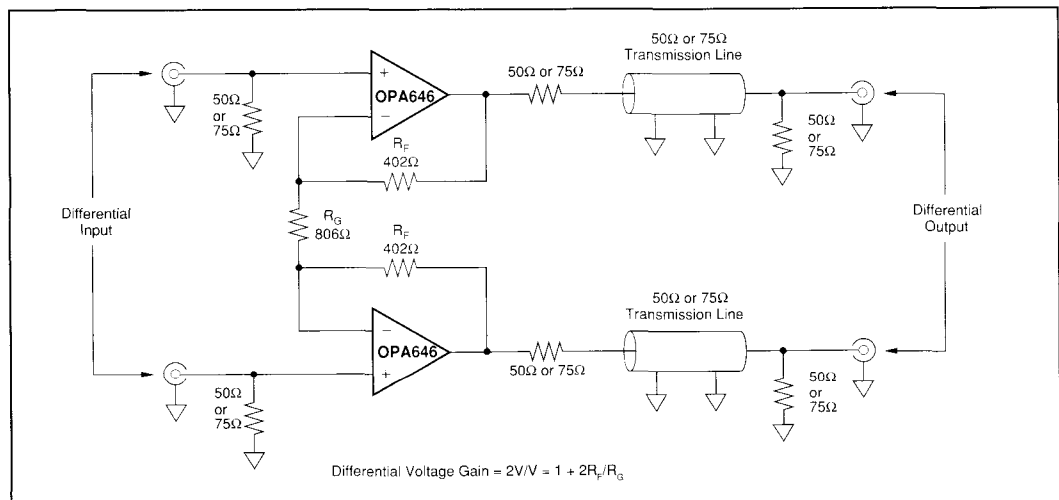 50Ω or 75Ω
Transmission Line
50Ω or 75Ω
+
OPA646
−
50Ω
or
75Ω
50Ω
or
75Ω
R_F
402Ω
Differential
Input
R_G
806Ω
R_F
402Ω
Differential
Output
50Ω or 75Ω
Transmission Line
−
OPA646
+
50Ω or 75Ω
50Ω
or
75Ω
50Ω
or
75Ω
Differential Voltage Gain = 2V/V = 1 + 2R_F/R_G